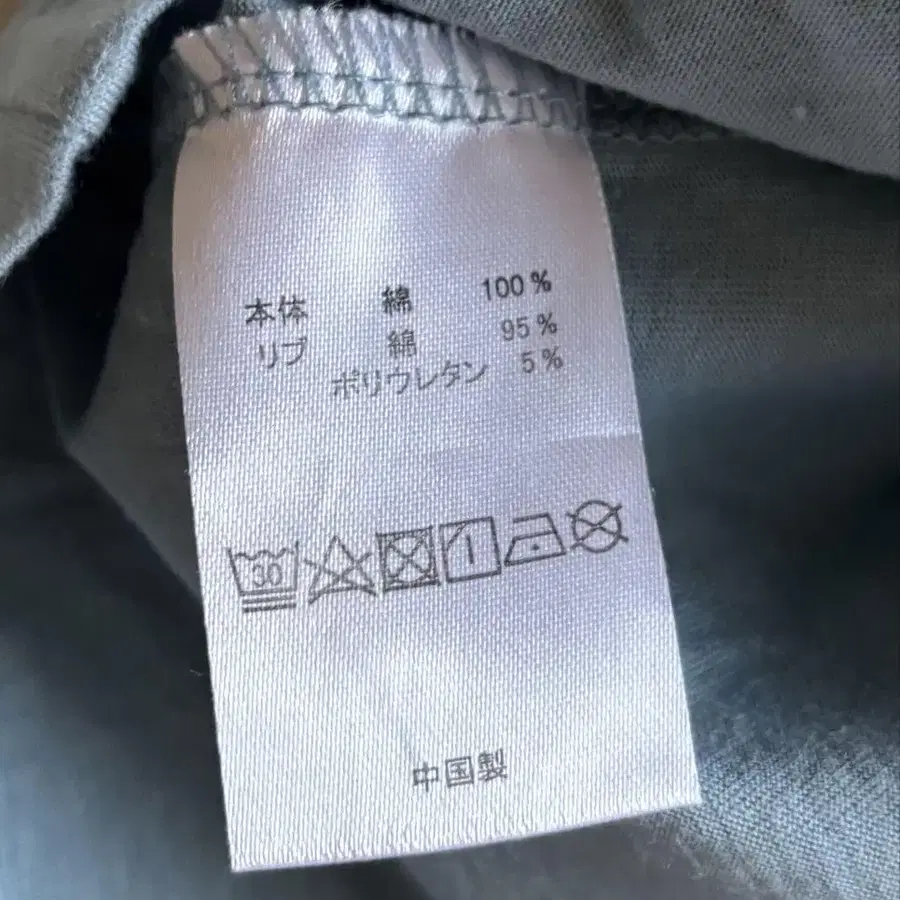 本体 綿 100%
リブ 綿 95%
ポリウレタン 5%
30
中国製